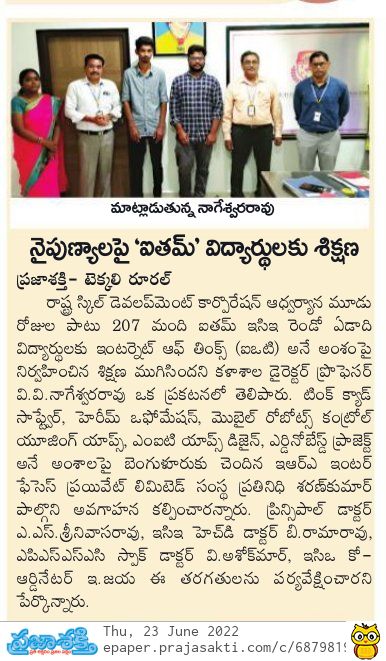 మాట్లాడుతున్న నాగేశ్వరరావు
నైపుణ్యాలపై ‘ఐతమ్’ విద్యార్థులకు శిక్షణ
ప్రజాశక్తి- టెక్కలి రూరల్
రాష్ట్ర స్కిల్ డెవలప్‌మెంట్ కార్పొరేషన్ ఆధ్వర్యాన మూడు
రోజుల పాటు 207 మంది ఐతమ్ ఇసిఇ రెండో ఏడాది
విద్యార్థులకు ఇంటర్నెట్ ఆఫ్ తింక్స్ (ఐఒటి) అనే అంశంపై
నిర్వహించిన శిక్షణ ముగిసిందని కళాశాల డైరెక్టర్ ప్రొఫెసర్
వి.వి.నాగేశ్వరరావు ఒక ప్రకటనలో తెలిపారు. టింక్ క్యాడ్
సాఫ్ట్వేర్, హెరీమ్ ఒఫోమేషన్, మొబైల్ రోబోట్స్ కంట్రోల్
యూజింగ్ యాప్స్, ఎంఐటి యాప్స్ డిజైన్, ఎర్డినోబేస్డ్ ప్రాజెక్ట్
అనే అంశాలపై బెంగుళూరుకు చెందిన ఇఆర్ఎ ఇంటర్
ఫేసెస్ ప్రయివేట్ లిమిటెడ్ సంస్థ ప్రతినిధి శరణ్‌కుమార్
పాల్గొని అవగాహన కల్పించారన్నారు. ప్రిన్సిపాల్ డాక్టర్
ఎ.ఎస్.శ్రీనివాసరావు, ఇసిఇ హెచ్‌డి డాక్టర్ బి.రామారావు,
ఎపిఎస్ఎస్ఎసి స్పాక్ డాక్టర్ వి.అశోక్‌మార్, ఇసిఒ కో-
ఆర్డినేటర్ ఇ.జయ ఈ తరగతులను పర్యవేక్షించారని
పేర్కొన్నారు.
ప్రజాశక్తి
Thu, 23 June 2022
epaper.prajasakti.com/c/6879819